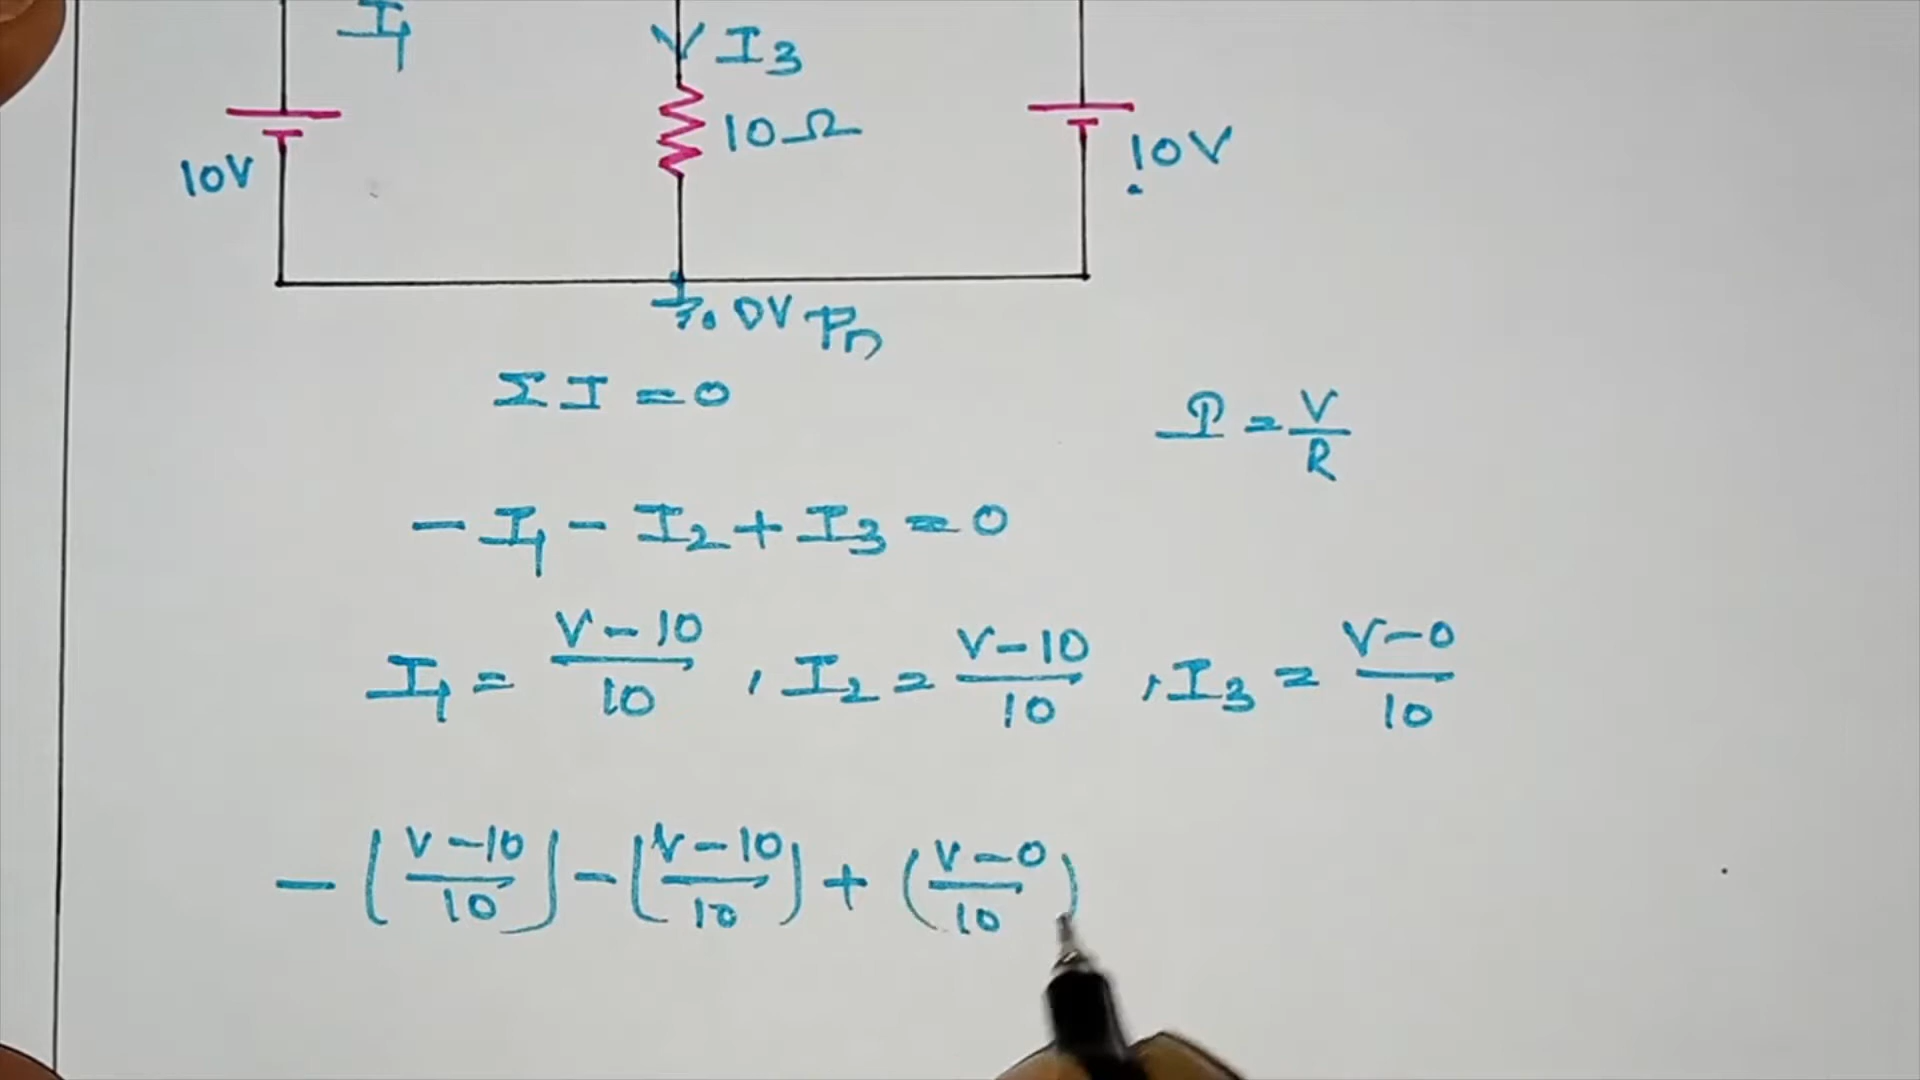 I₁
I₃
10Ω
10V
10V
0V Pn
ΣI=0
I=V/R
-I₁-I₂+I₃=0
I₁=(V-10)/10, I₂=(V-10)/10, I₃=(V-0)/10
-((V-10)/10)-((V-10)/10)+((V-0)/10)